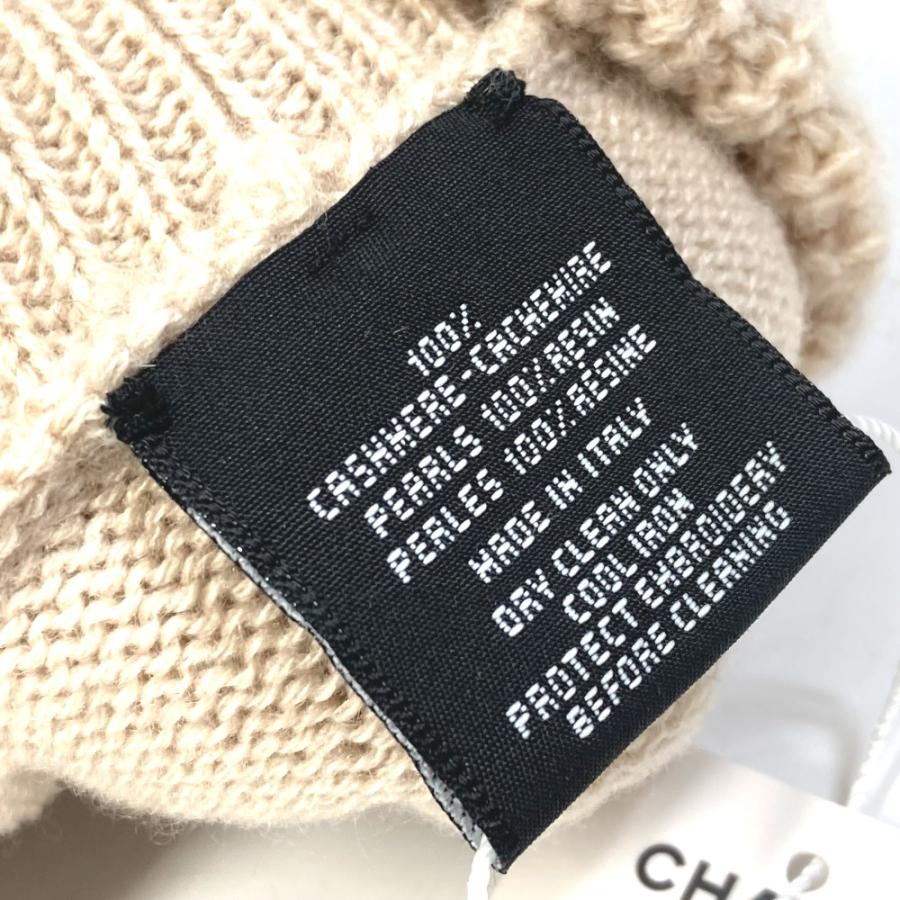 100%
CASHMERE-CACHEMIRE
PEARLS 100% RESIN
PERLES 100% RESINE
MADE IN ITALY
DRY CLEAN ONLY
COOL IRON
PROTECT EMBROIDERY
BEFORE CLEANING